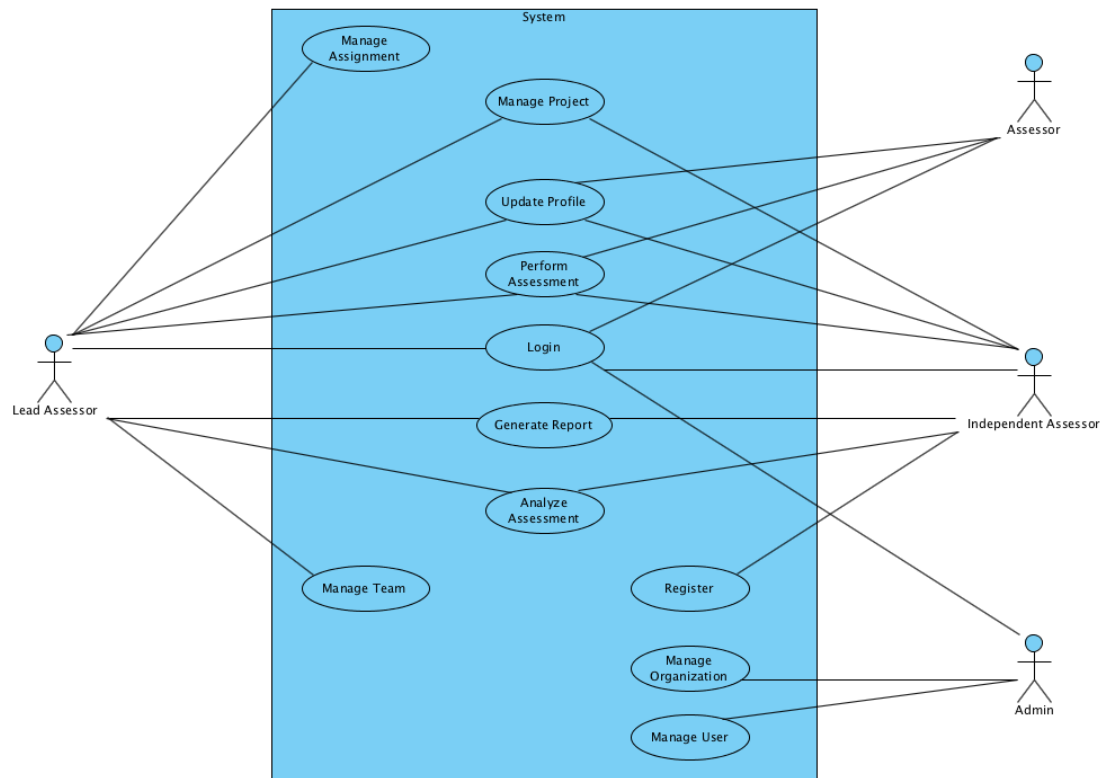 System
Manage
Assignment
Manage Project
Assessor
Update Profile
Perform
Assessment
Login
Lead Assessor
Independent Assessor
Generate Report
Analyze
Assessment
Manage Team
Register
Manage
Organization
Admin
Manage User